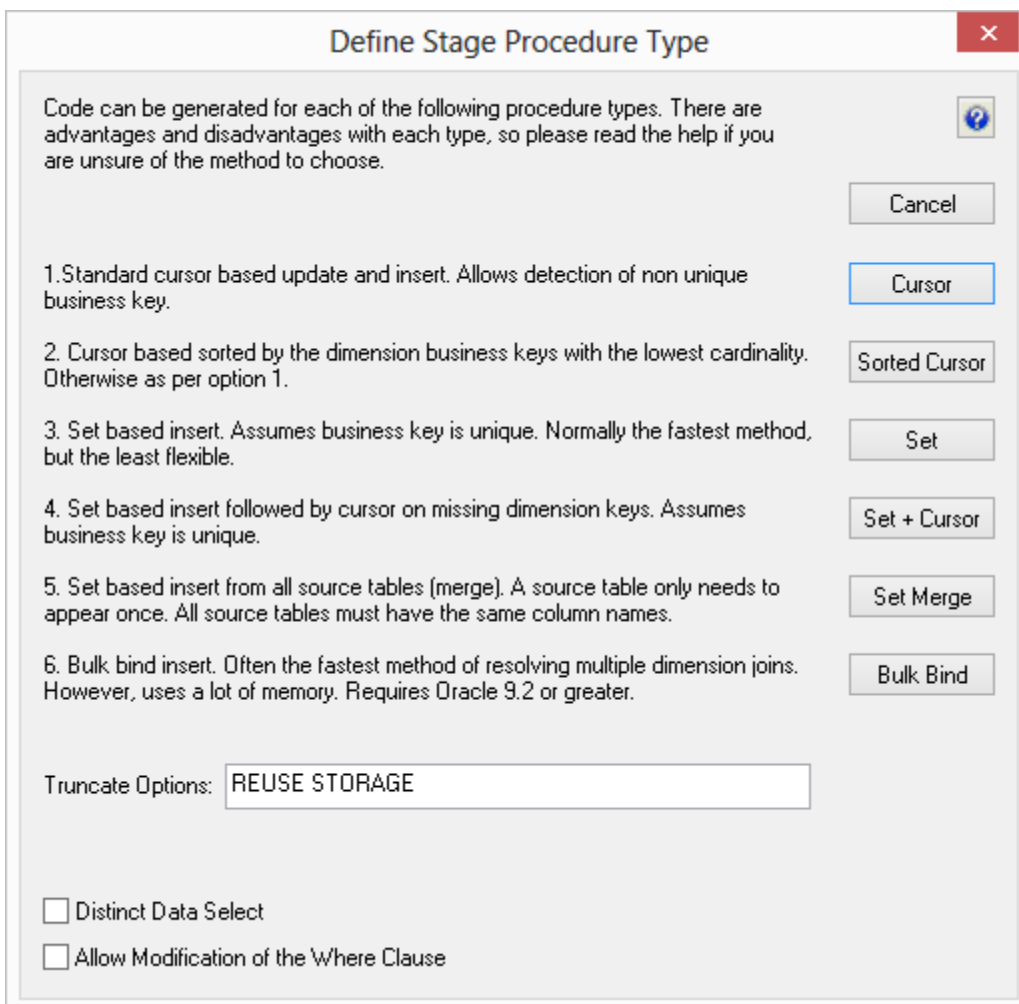 Define Stage Procedure Type
Code can be generated for each of the following procedure types. There are
advantages and disadvantages with each type, so please read the help if you
are unsure of the method to choose.
Cancel
1.Standard cursor based update and insert. Allows detection of non unique
business key.
Cursor
2. Cursor based sorted by the dimension business keys with the lowest cardinality.
Otherwise as per option 1.
Sorted Cursor
3. Set based insert. Assumes business key is unique. Normally the fastest method,
but the least flexible.
Set
4. Set based insert followed by cursor on missing dimension keys. Assumes
business key is unique.
Set + Cursor
5. Set based insert from all source tables (merge). A source table only needs to
appear once. All source tables must have the same column names.
Set Merge
6. Bulk bind insert. Often the fastest method of resolving multiple dimension joins.
However, uses a lot of memory. Requires Oracle 9.2 or greater.
Bulk Bind
Truncate Options: REUSE STORAGE
Distinct Data Select
Allow Modification of the Where Clause